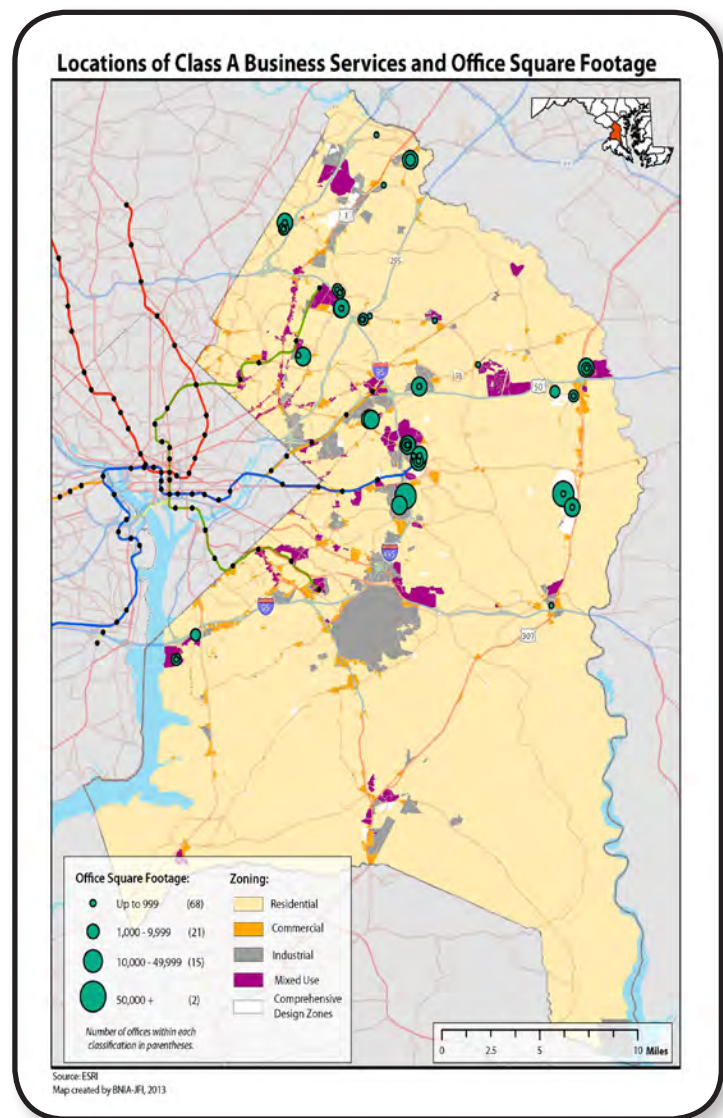 Locations of Class A Business Services and Office Square Footage
1
295
95
50
495
95
301
Office Square Footage:
Up to 999 (68)
1,000 - 9,999 (21)
10,000 - 49,999 (15)
50,000 + (2)
Number of offices within each
classification in parentheses.
Zoning:
Residential
Commercial
Industrial
Mixed Use
Comprehensive
Design Zones
0 2.5 5 10 Miles
Source: ESRI
Map created by BNIA-JFI, 2013